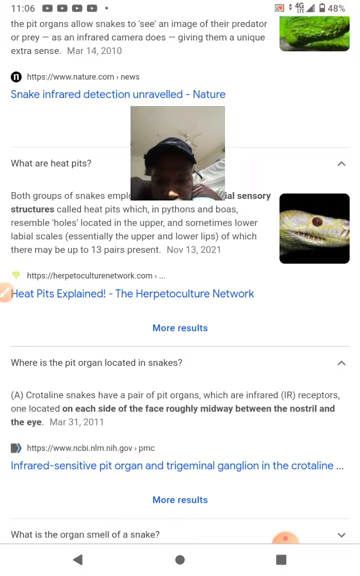 11:06
4G
LTE
48%
the pit organs allow snakes to 'see' an image of their predator
or prey — as an infrared camera does — giving them a unique
extra sense. Mar 14, 2010
n
https://www.nature.com › news
Snake infrared detection unravelled - Nature
What are heat pits?
Both groups of snakes emplo ial sensory
structures called heat pits which, in pythons and boas,
resemble 'holes' located in the upper, and sometimes lower
labial scales (essentially the upper and lower lips) of which
there may be up to 13 pairs present. Nov 13, 2021
https://herpetoculturenetwork.com › ...
Heat Pits Explained! - The Herpetoculture Network
More results
Where is the pit organ located in snakes?
(A) Crotaline snakes have a pair of pit organs, which are infrared (IR) receptors,
one located on each side of the face roughly midway between the nostril and
the eye. Mar 31, 2011
https://www.ncbi.nlm.nih.gov › pmc
Infrared-sensitive pit organ and trigeminal ganglion in the crotaline ...
More results
What is the organ smell of a snake?